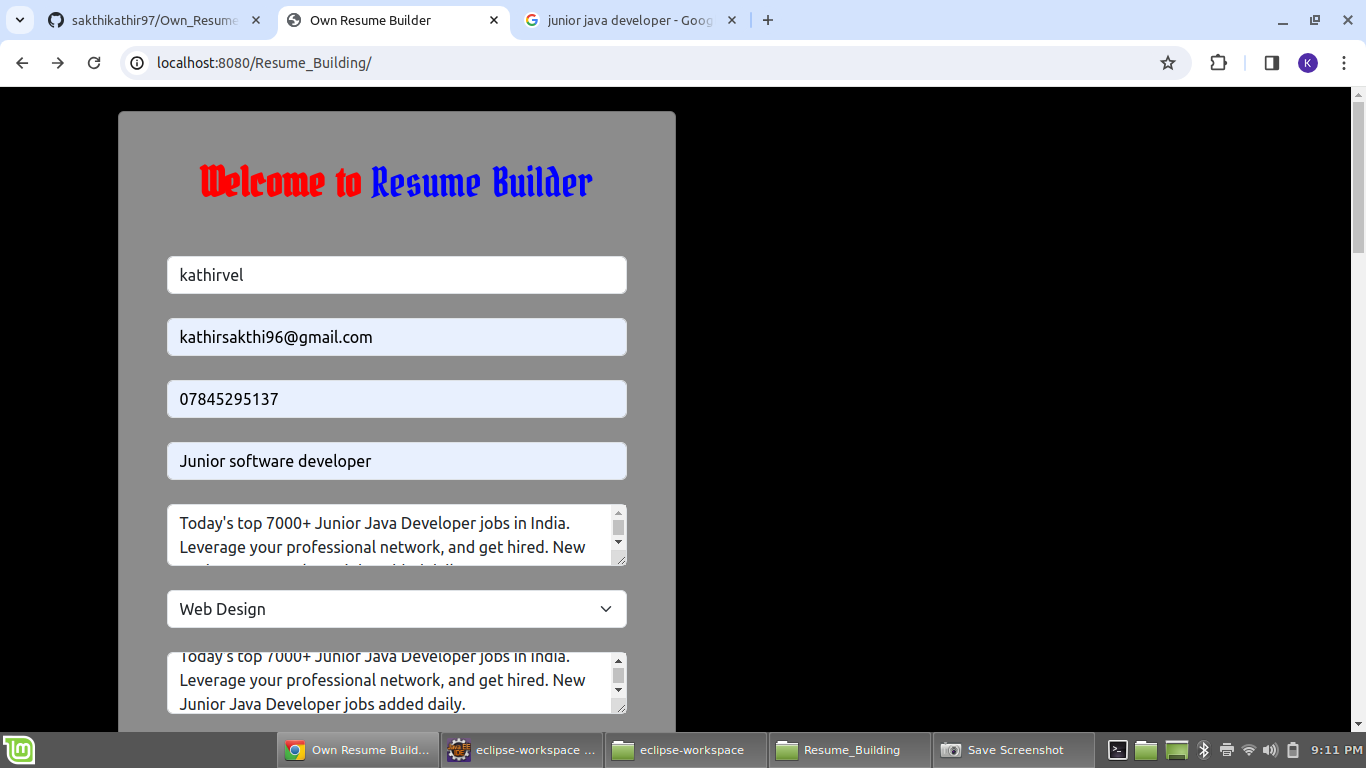 sakthikathir97/Own_Resume
Own Resume Builder
junior java developer - Goog
localhost:8080/Resume_Building/
K
Welcome to Resume Builder
kathirvel
kathirsakthi96@gmail.com
07845295137
Junior software developer
Today's top 7000+ Junior Java Developer jobs in India.
Leverage your professional network, and get hired. New
Web Design
Today's top 7000+ Junior Java Developer jobs in India.
Leverage your professional network, and get hired. New
Junior Java Developer jobs added daily.
Own Resume Build...
eclipse-workspace ...
eclipse-workspace
Resume_Building
Save Screenshot
9:11 PM